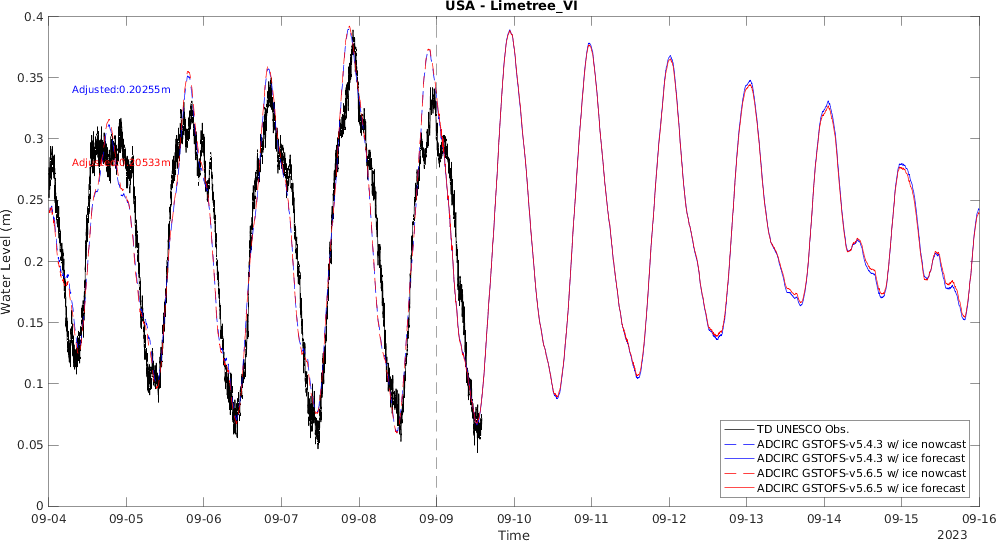 USA - Limetree_VI
0.4
0.35
0.3
0.25
0.2
0.15
0.1
0.05
0
Water Level (m)
Adjusted:0.20255m
09-04 09-05 09-06 09-07 09-08 09-09 09-10 09-11 09-12 09-13 09-14 09-15 09-16
Time
2023
TD UNESCO Obs.
ADCIRC GSTOFS-v5.4.3 w/ ice nowcast
ADCIRC GSTOFS-v5.4.3 w/ ice forecast
ADCIRC GSTOFS-v5.6.5 w/ ice nowcast
ADCIRC GSTOFS-v5.6.5 w/ ice forecast